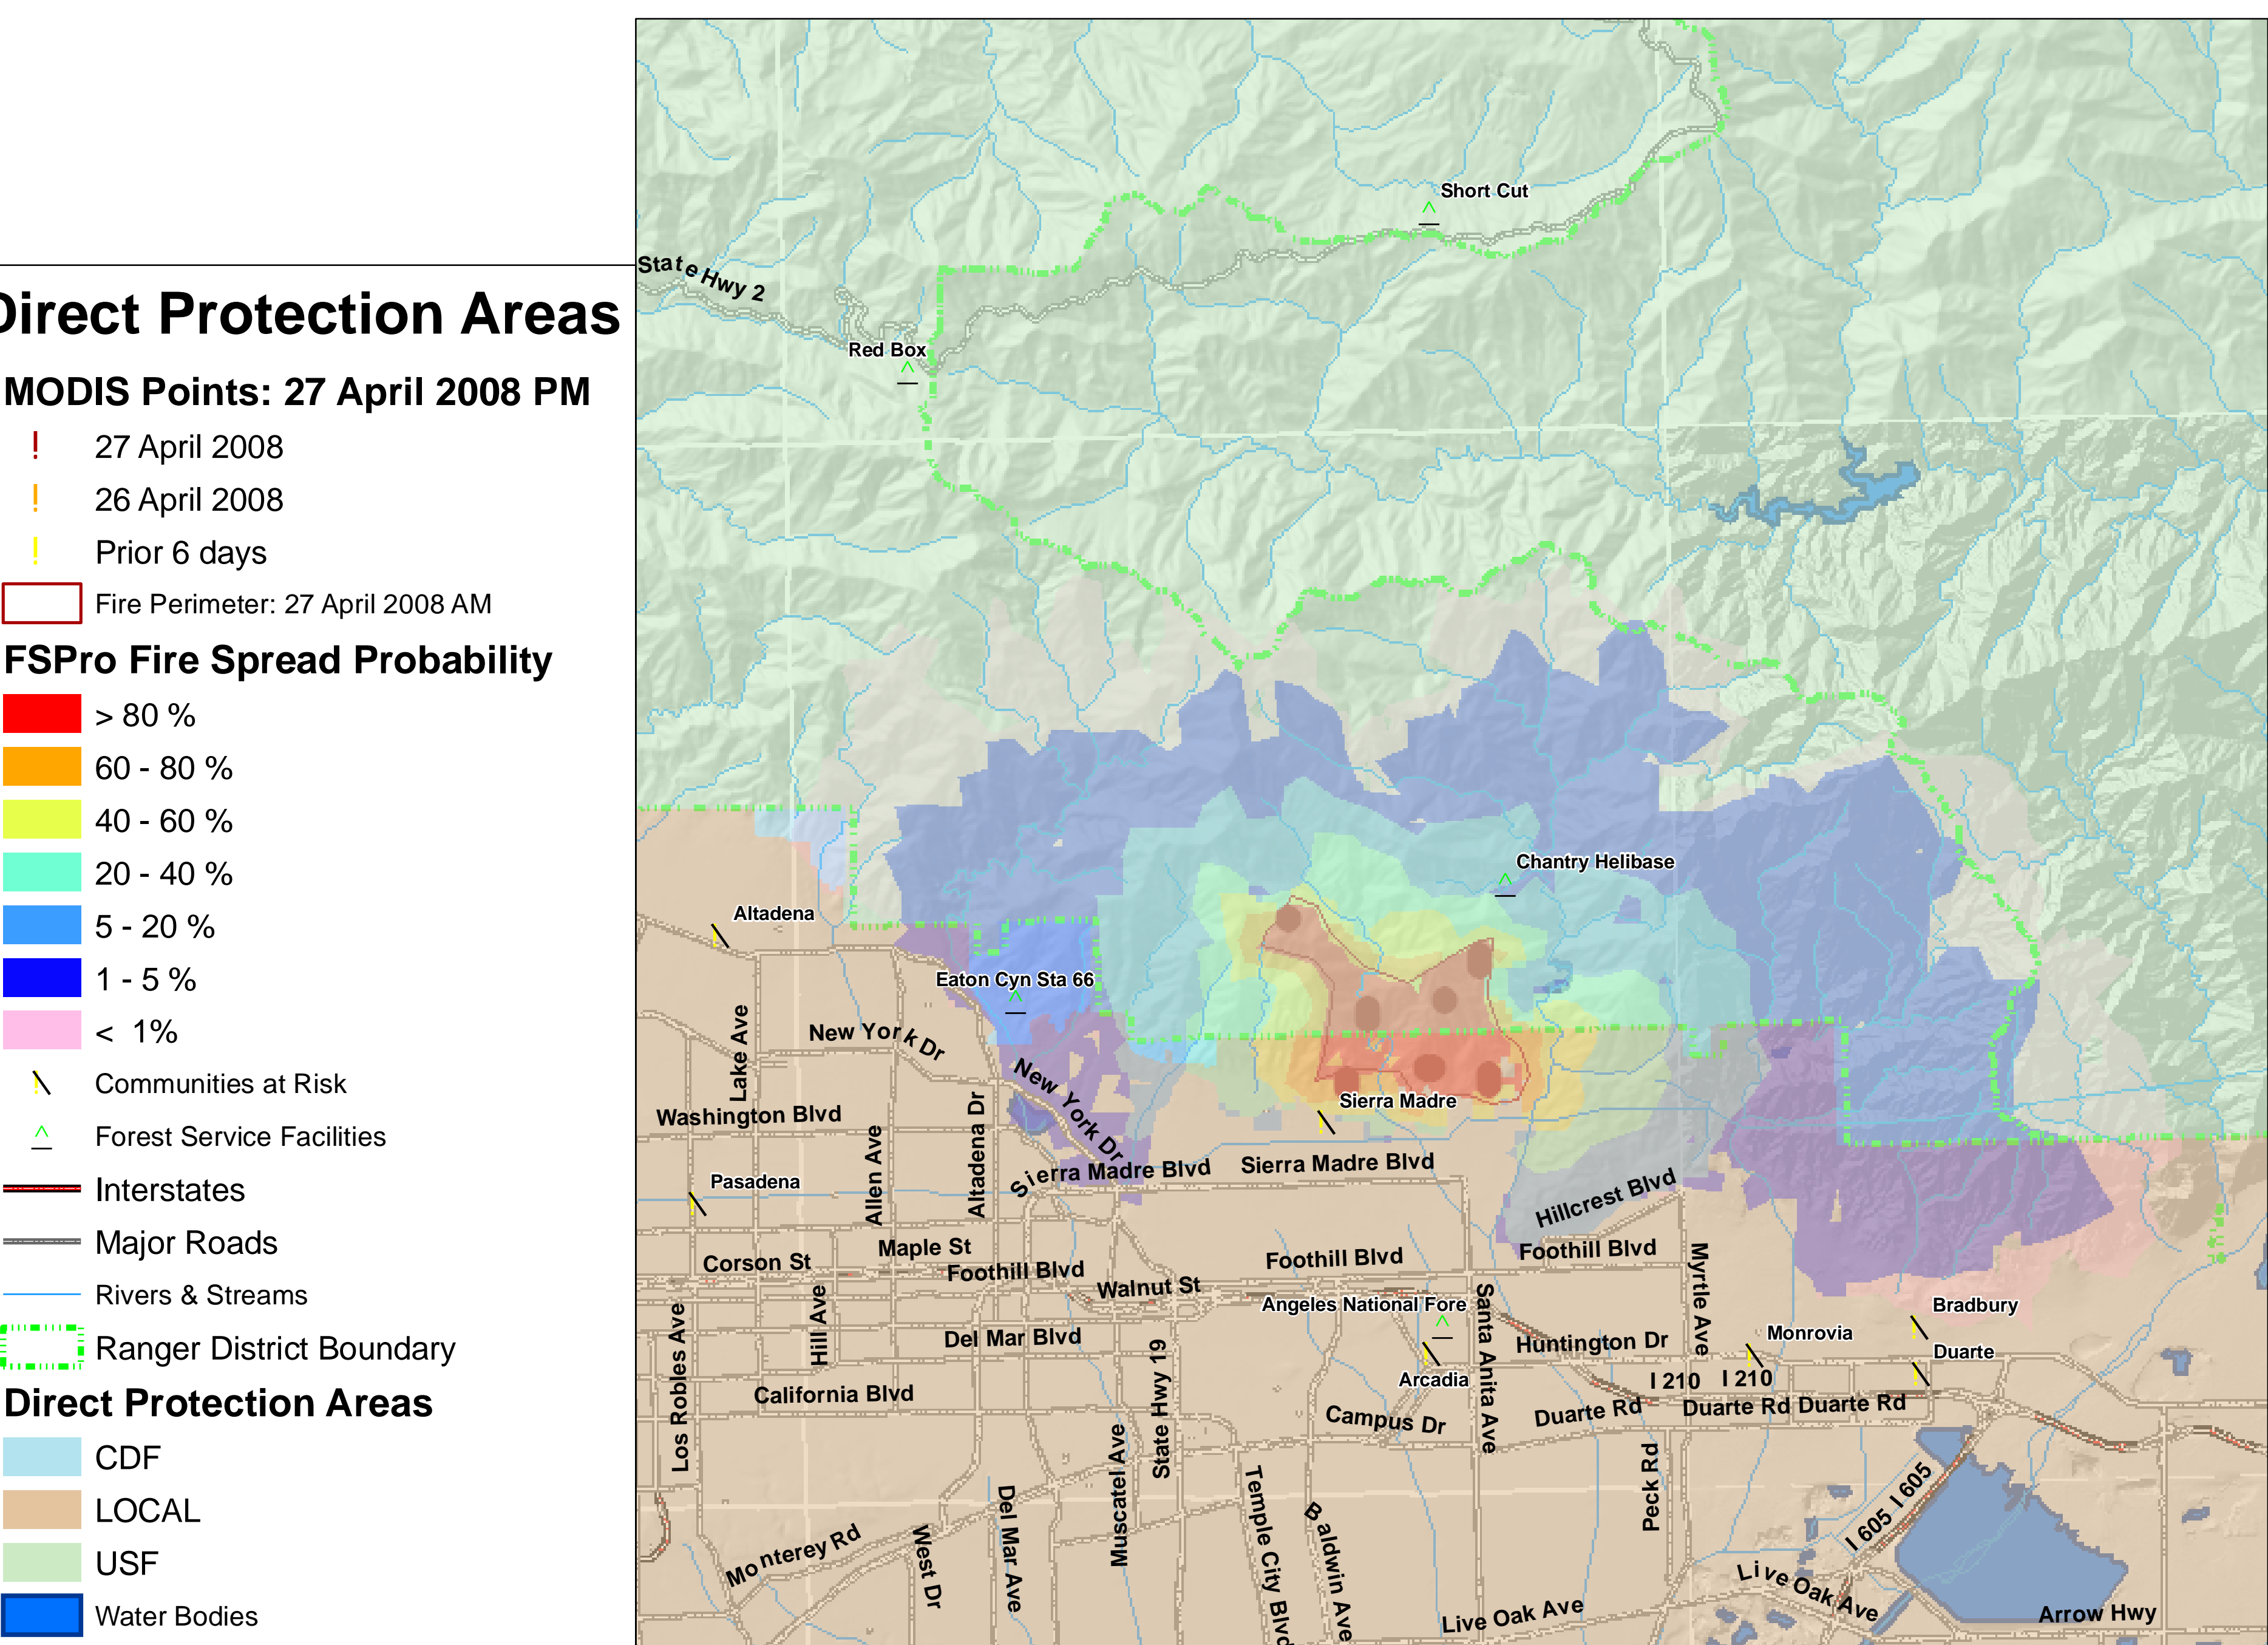 Direct Protection Areas
MODIS Points: 27 April 2008 PM
27 April 2008
26 April 2008
Prior 6 days
Fire Perimeter: 27 April 2008 AM
FSPro Fire Spread Probability
> 80 %
60 - 80 %
40 - 60 %
20 - 40 %
5 - 20 %
1 - 5 %
< 1%
Communities at Risk
Forest Service Facilities
Interstates
Major Roads
Rivers & Streams
Ranger District Boundary
Direct Protection Areas
CDF
LOCAL
USF
Water Bodies
Short Cut
State Hwy 2
Red Box
Chantry Helibase
Altadena
Eaton Cyn Sta 66
Lake Ave
New York Dr
New York Dr
Sierra Madre
Washington Blvd
Allen Ave
Altadena Dr
Sierra Madre Blvd
Sierra Madre Blvd
Pasadena
Hillcrest Blvd
Maple St
Corson St
Foothill Blvd
Foothill Blvd
Foothill Blvd
Walnut St
Myrtle Ave
Angeles National Fore
Santa Anita Ave
Bradbury
Los Robles Ave
Hill Ave
Del Mar Blvd
Huntington Dr
Monrovia
Duarte
State Hwy 19
Arcadia
I 210
I 210
California Blvd
Campus Dr
Duarte Rd
Duarte Rd
Duarte Rd
Muscatel Ave
Peck Rd
Temple City Blvd
Baldwin Ave
Del Mar Ave
West Dr
Monterey Rd
I 605
I 605
Live Oak Ave
Live Oak Ave
Arrow Hwy